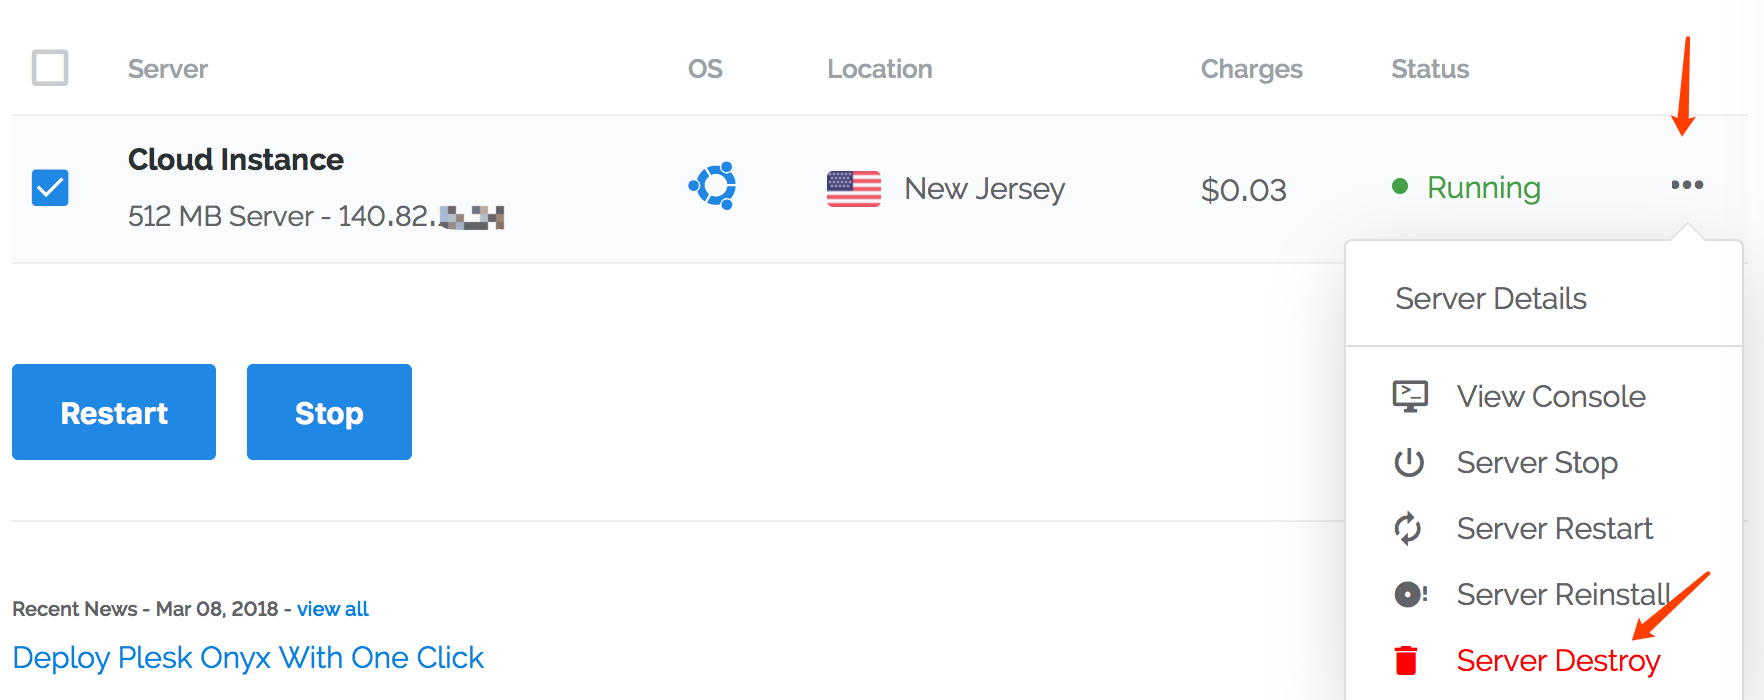 Server OS Location Charges Status
Cloud Instance
512 MB Server - 140.82.
New Jersey $0.03 Running
Server Details
View Console
Server Stop
Server Restart
Server Reinstall
Server Destroy
Restart Stop
Recent News - Mar 08, 2018 - view all
Deploy Plesk Onyx With One Click